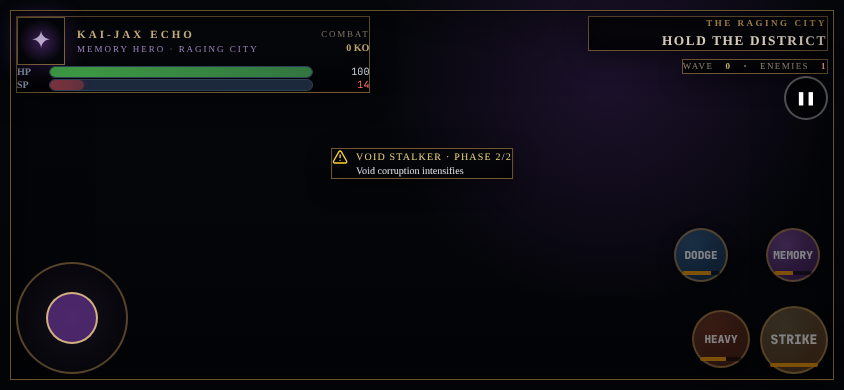 KAI-JAX ECHO
COMBAT
MEMORY HERO · RAGING CITY
0 KO
HP
100
SP
14
THE RAGING CITY
HOLD THE DISTRICT
WAVE 0 · ENEMIES 1
VOID STALKER · PHASE 2/2
Void corruption intensifies
DODGE
MEMORY
HEAVY
STRIKE